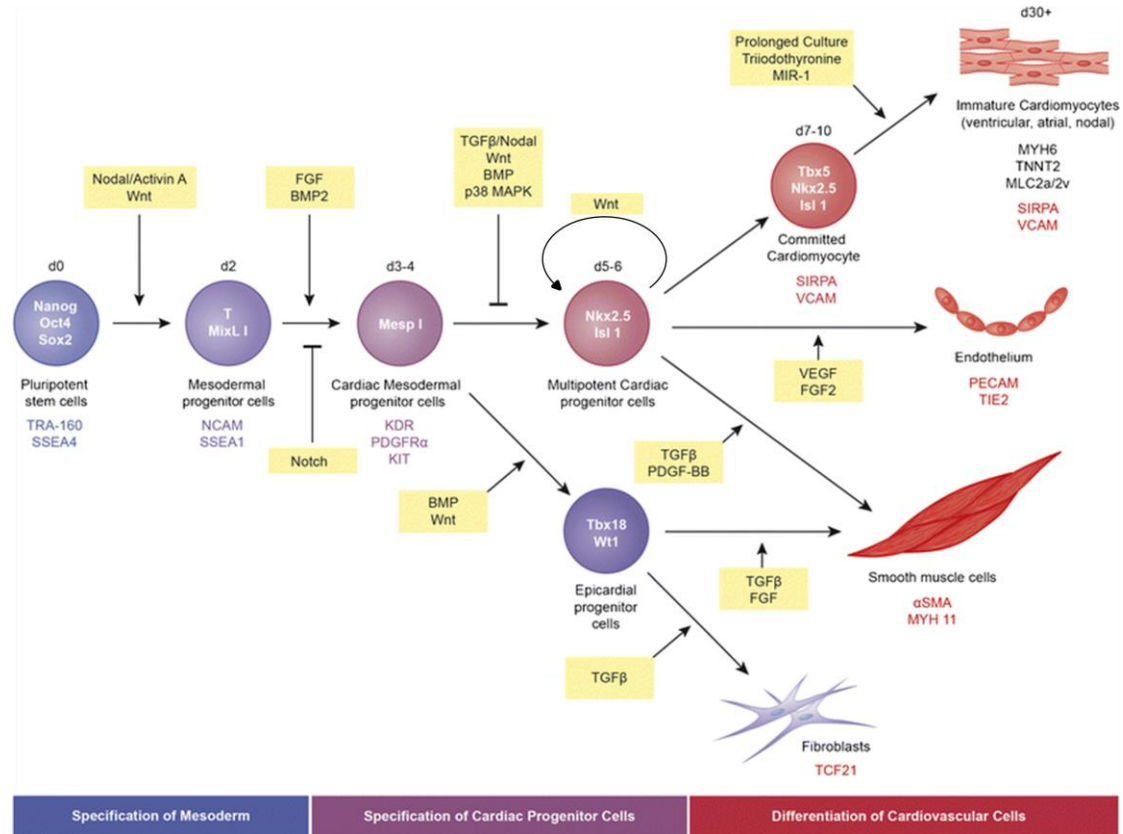 d30+
Prolonged Culture
Triiodothyronine
MIR-1
Immature Cardiomyocytes
(ventricular, atrial, nodal)
MYH6
TNNT2
MLC2a/2v
SIRPA
VCAM
d7-10
Tbx5
Nkx2.5
Isl 1
Committed
Cardiomyocyte
SIRPA
VCAM
TGFβ/Nodal
Wnt
BMP
p38 MAPK
Nodal/Activin A
Wnt
FGF
BMP2
Wnt
d0
Nanog
Oct4
Sox2
Pluripotent
stem cells
TRA-160
SSEA4
d2
T
MixL I
Mesodermal
progenitor cells
NCAM
SSEA1
d3-4
Mesp I
Cardiac Mesodermal
progenitor cells
KDR
PDGFRα
KIT
d5-6
Nkx2.5
Isl 1
Multipotent Cardiac
progenitor cells
Endothelium
PECAM
TIE2
VEGF
FGF2
Notch
TGFβ
PDGF-BB
BMP
Wnt
Tbx18
Wt1
Epicardial
progenitor
cells
TGFβ
FGF
Smooth muscle cells
αSMA
MYH 11
TGFβ
Fibroblasts
TCF21
Specification of Mesoderm
Specification of Cardiac Progenitor Cells
Differentiation of Cardiovascular Cells